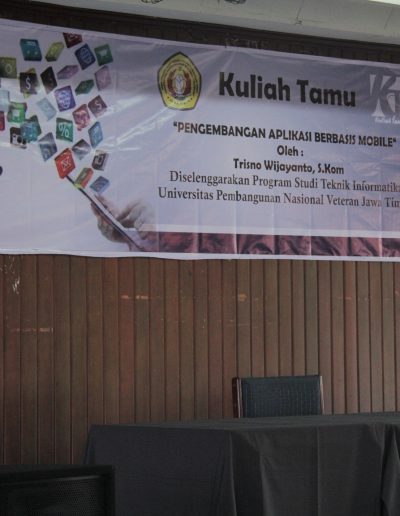 Kuliah Tamu
"PENGEMBANGAN APLIKASI BERBASIS MOBILE"
Oleh :
Trisno Wijayanto, S.Kom
Diselenggarakan Program Studi Teknik Informatika
Universitas Pembangunan Nasional Veteran Jawa Tim